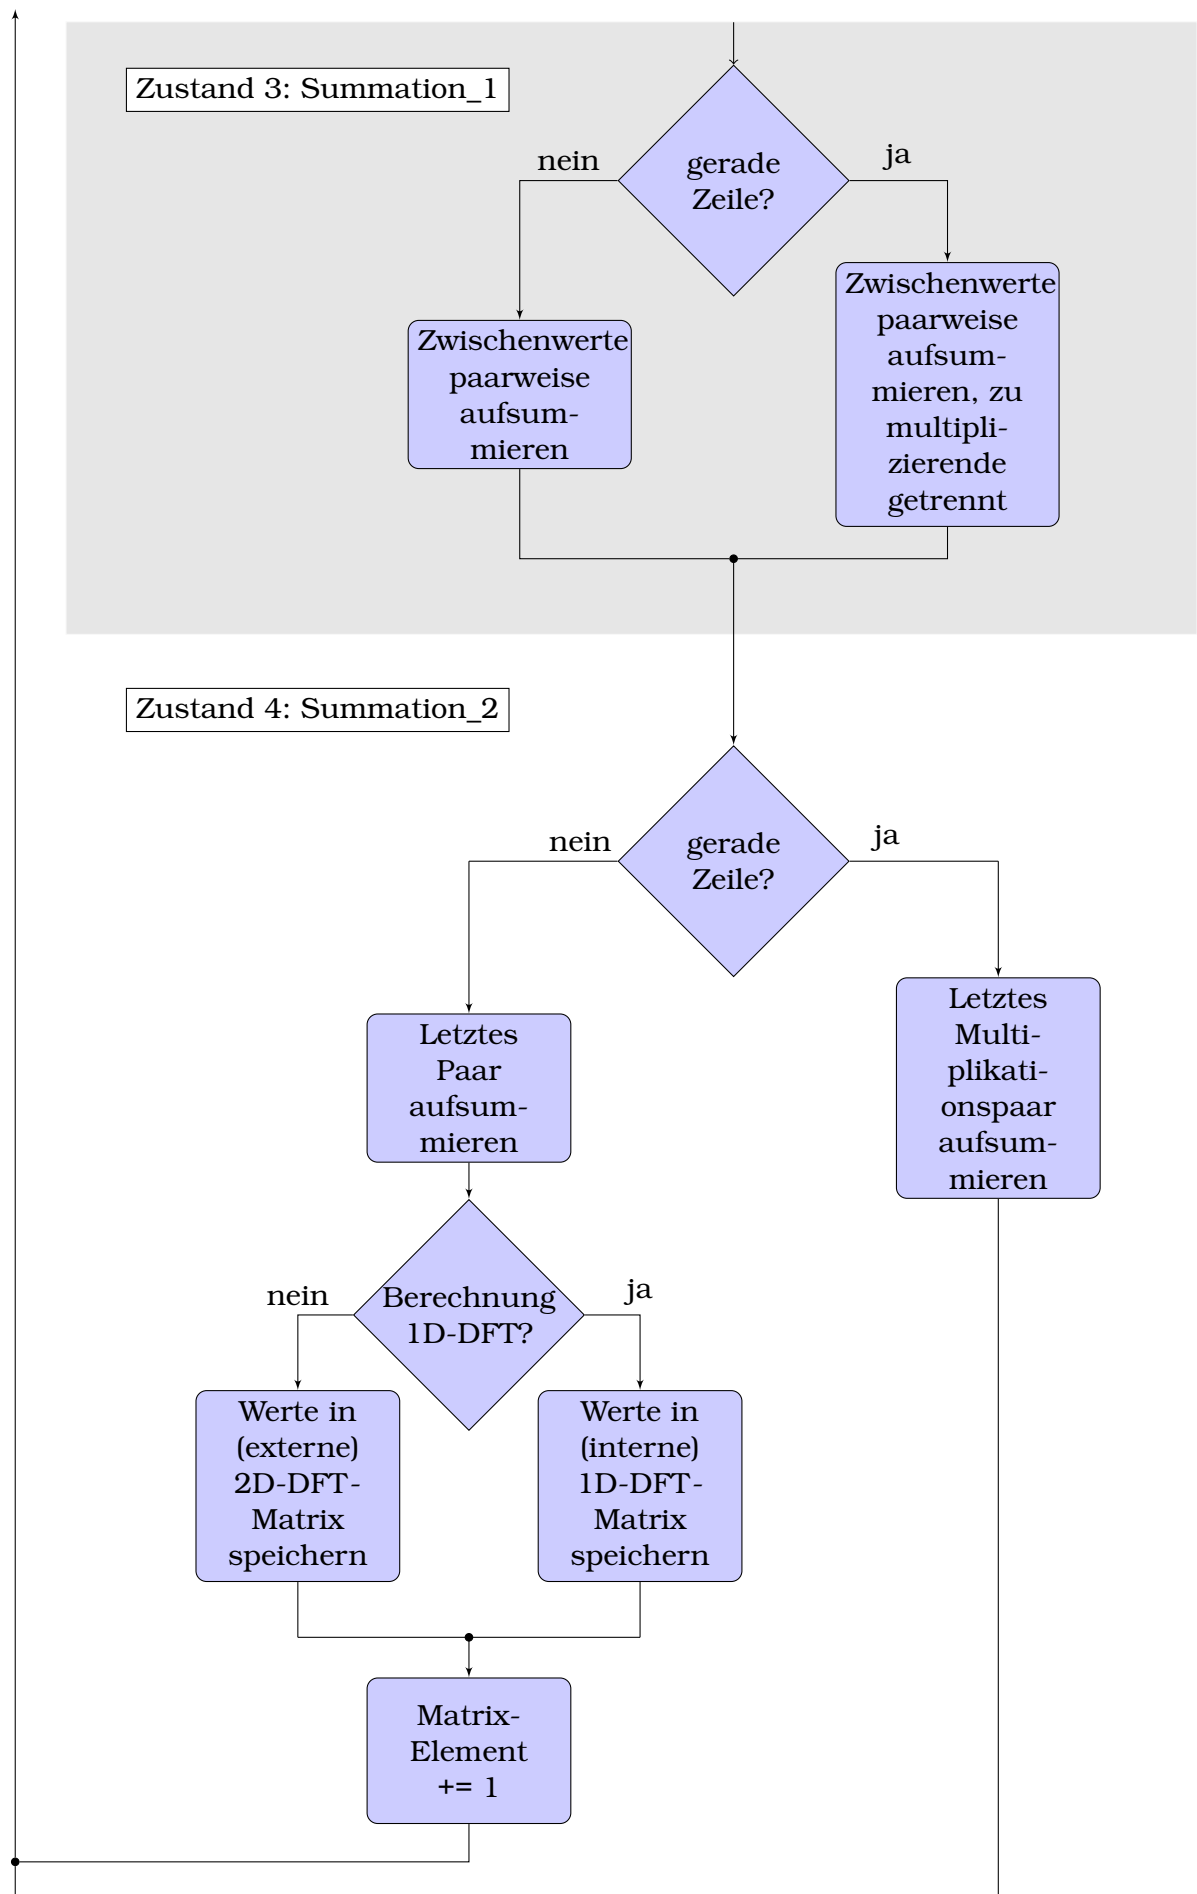 Zustand 3: Summation_1
gerade
Zeile?
nein
ja
Zwischenwerte
paarweise
aufsum-
mieren
Zwischenwerte
paarweise
aufsum-
mieren, zu
multipli-
zierende
getrennt
Zustand 4: Summation_2
gerade
Zeile?
nein
ja
Letztes
Paar
aufsum-
mieren
Letztes
Multi-
plikati-
onspaar
aufsum-
mieren
Berechnung
1D-DFT?
nein
ja
Werte in
(externe)
2D-DFT-
Matrix
speichern
Werte in
(interne)
1D-DFT-
Matrix
speichern
Matrix-
Element
+= 1